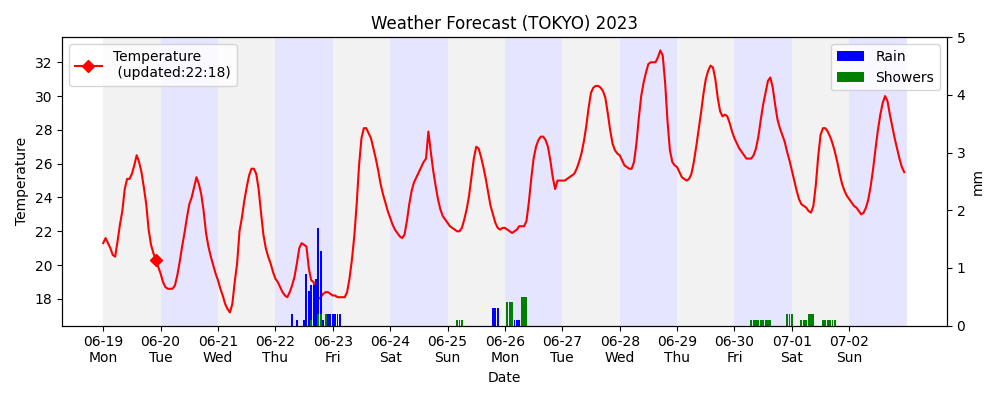 Weather Forecast (TOKYO) 2023
Temperature
(updated:22:18)
Rain
Showers
Temperature
32
30
28
26
24
22
20
18
5
4
3
2
1
0
mm
06-19 06-20 06-21 06-22 06-23 06-24 06-25 06-26 06-27 06-28 06-29 06-30 07-01 07-02
Mon Tue Wed Thu Fri Sat Sun Mon Tue Wed Thu Fri Sat Sun
Date